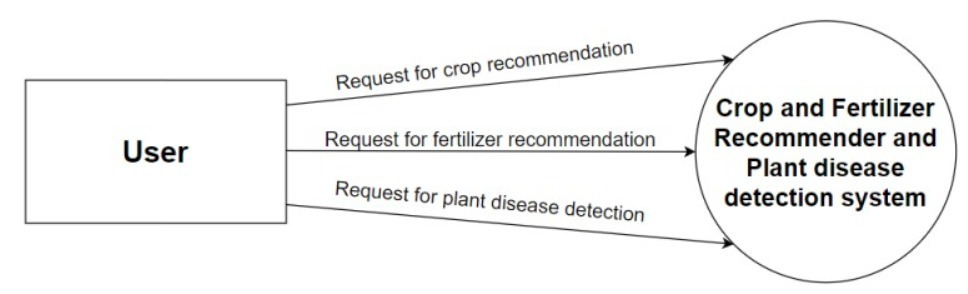 User
Request for crop recommendation
Request for fertilizer recommendation
Request for plant disease detection
Crop and Fertilizer
Recommender and
Plant disease
detection system